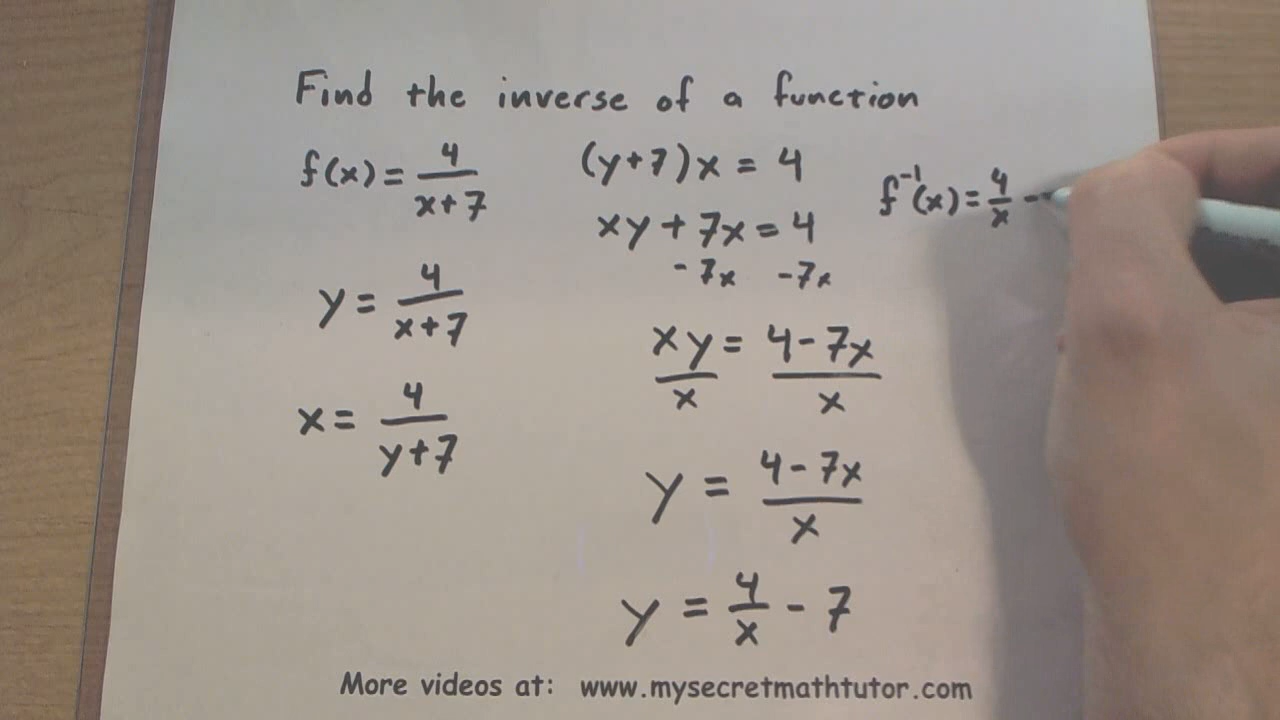 Find the inverse of a function
f(x) = 4/(x+7)
y = 4/(x+7)
x = 4/(y+7)
(y+7)x = 4
xy + 7x = 4
-7x -7x
xy/x = (4-7x)/x
y = (4-7x)/x
y = 4/x - 7
f⁻¹(x) = 4/x -
More videos at: www.mysecretmathtutor.com